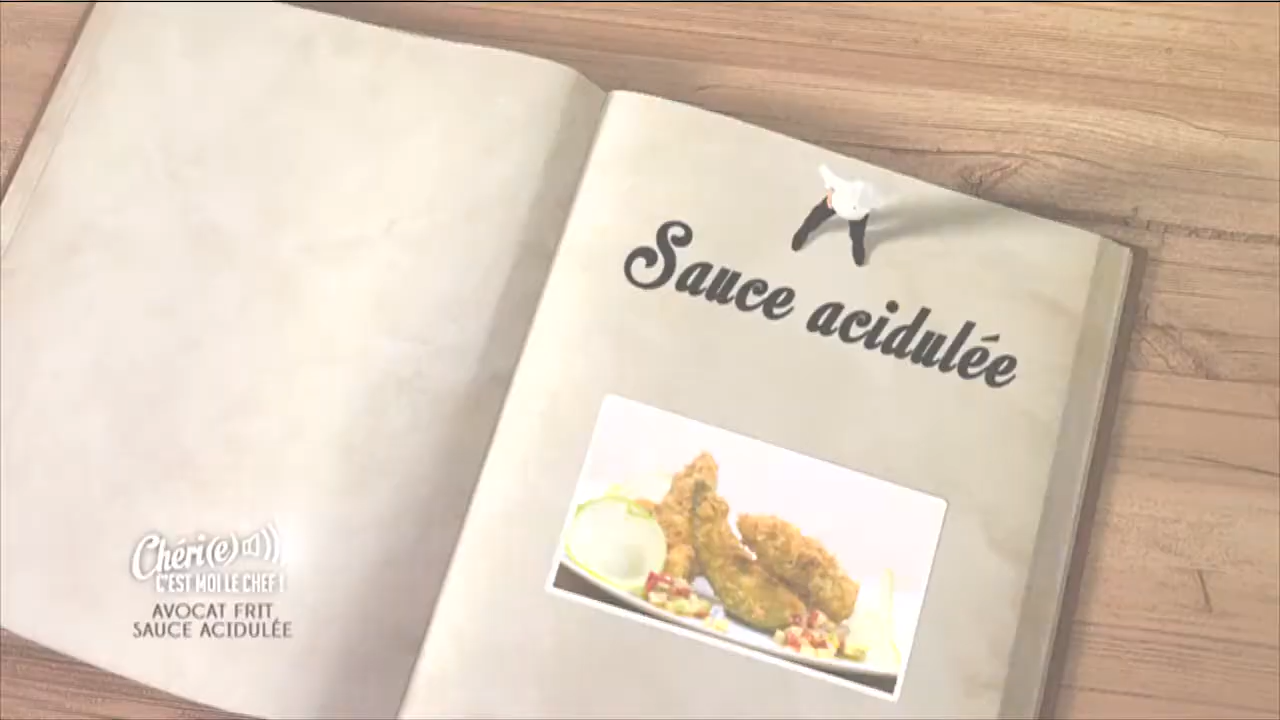 Sauce acidulée
Chéri(e)
C'EST MOI LE CHEF !
AVOCAT FRIT
SAUCE ACIDULÉE